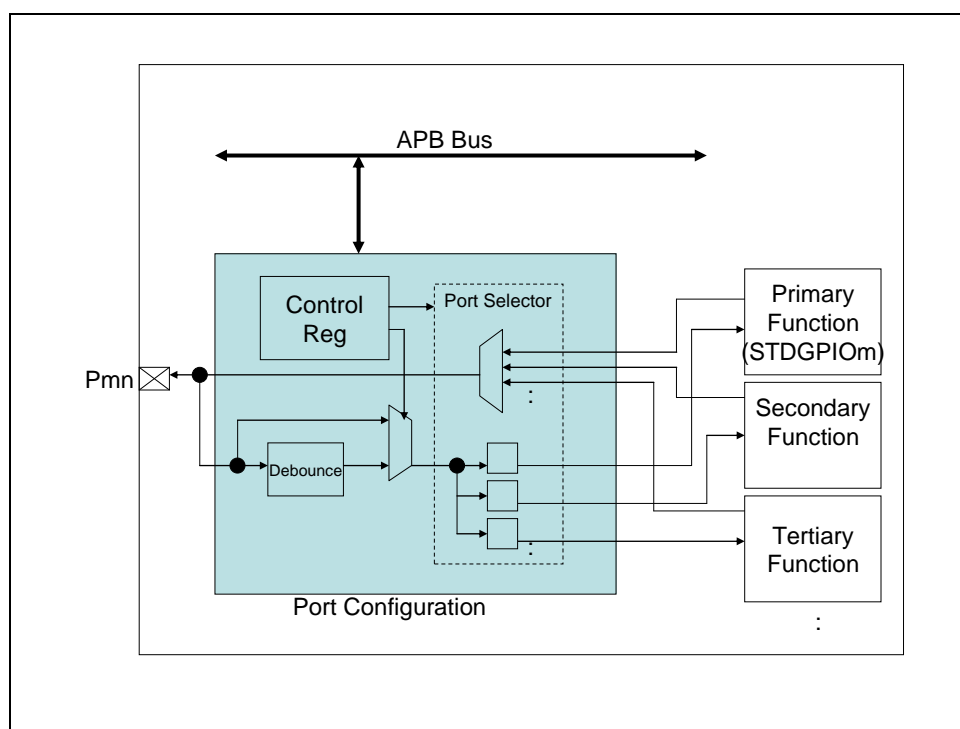 APB Bus
Control
Reg
Port Selector
:
Primary
Function
(STDGPIOm)
Pmn
Debounce
Secondary
Function
:
Tertiary
Function
Port Configuration
: